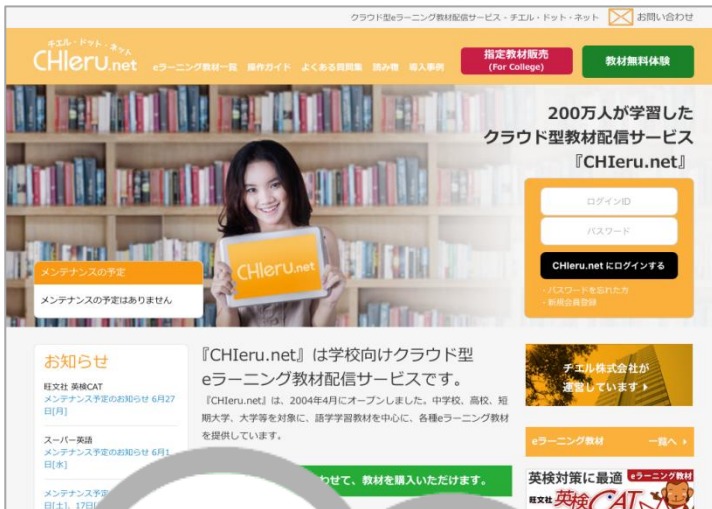 クラウド型eラーニング教材配信サービス - チエル・ドット・ネット
お問い合わせ
チエル・ドット・ネット
CHIeru.net
eラーニング教材一覧 操作ガイド よくある質問集 読み物 導入事例
指定教材販売
(For College)
教材無料体験
200万人が学習した
クラウド型教材配信サービス
『CHIeru.net』
ログインID
パスワード
CHIeru.net にログインする
- パスワードを忘れた方
- 新規会員登録
CHIeru.net
メンテナンスの予定
メンテナンスの予定はありません
お知らせ
旺文社 英検CAT
メンテナンス予定のお知らせ 6月27
日[月]
スーパー英語
メンテナンス予定のお知らせ 6月1
日[水]
メンテナンス予定
日[土]、17日
『CHIeru.net』は学校向けクラウド型
eラーニング教材配信サービスです。
『CHIeru.net』は、2004年4月にオープンしました。中学校、高校、短
期大学、大学等を対象に、語学学習教材を中心に、各種eラーニング教材
を提供しています。
わせて、教材を購入いただけます。
チエル株式会社が
運営しています
eラーニング教材 一覧へ
英検対策に最適 eラーニング教材
旺文社 英検CAT